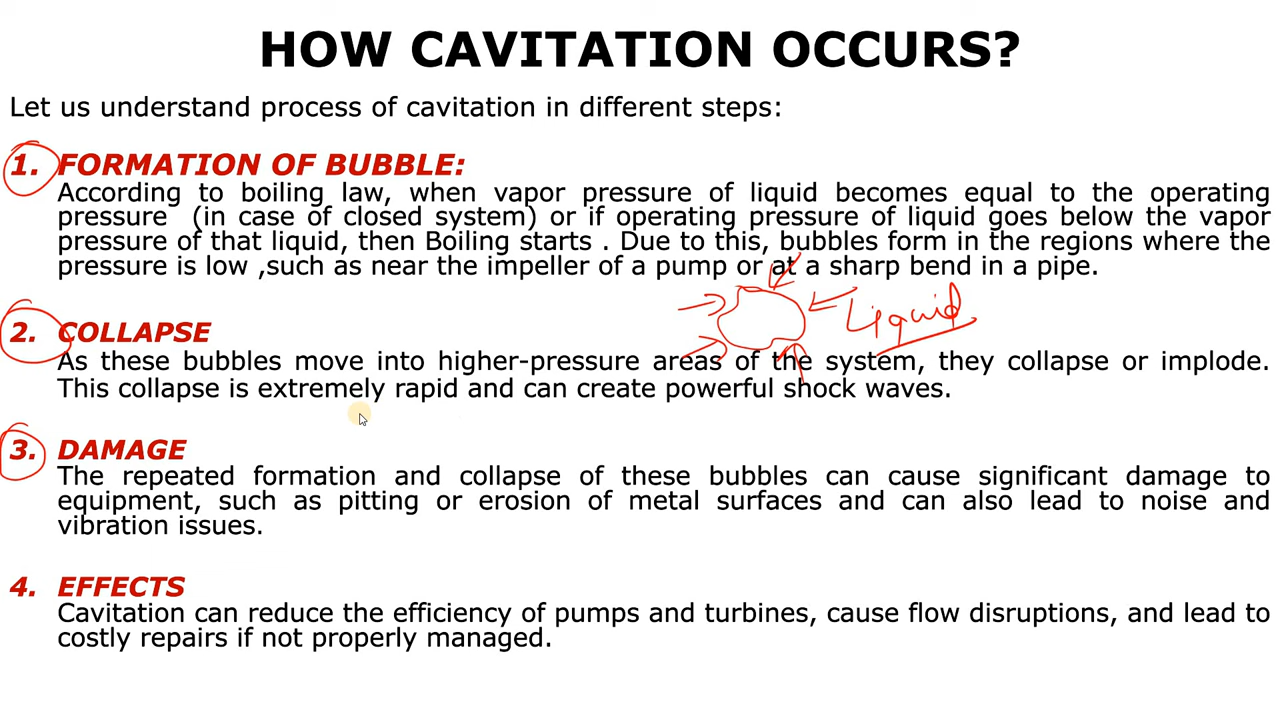 HOW CAVITATION OCCURS?
Let us understand process of cavitation in different steps:
1. FORMATION OF BUBBLE:
According to boiling law, when vapor pressure of liquid becomes equal to the operating
pressure (in case of closed system) or if operating pressure of liquid goes below the vapor
pressure of that liquid, then Boiling starts . Due to this, bubbles form in the regions where the
pressure is low ,such as near the impeller of a pump or at a sharp bend in a pipe.
Liquid
2. COLLAPSE
As these bubbles move into higher-pressure areas of the system, they collapse or implode.
This collapse is extremely rapid and can create powerful shock waves.
3. DAMAGE
The repeated formation and collapse of these bubbles can cause significant damage to
equipment, such as pitting or erosion of metal surfaces and can also lead to noise and
vibration issues.
4. EFFECTS
Cavitation can reduce the efficiency of pumps and turbines, cause flow disruptions, and lead to
costly repairs if not properly managed.